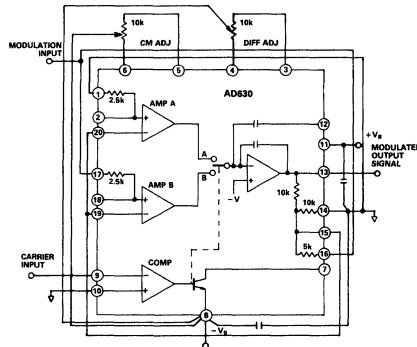 10k
10k
CM ADJ
DIFF ADJ
MODULATION
INPUT
6
5
4
3
1
2.5k
AMP A
AD630
2
20
12
A
B
11
+VS
MODULATED
OUTPUT
SIGNAL
13
17
2.5k
AMP B
-V
10k
10k
14
18
19
15
5k
16
CARRIER
INPUT
COMP
7
9
10
8
-VS